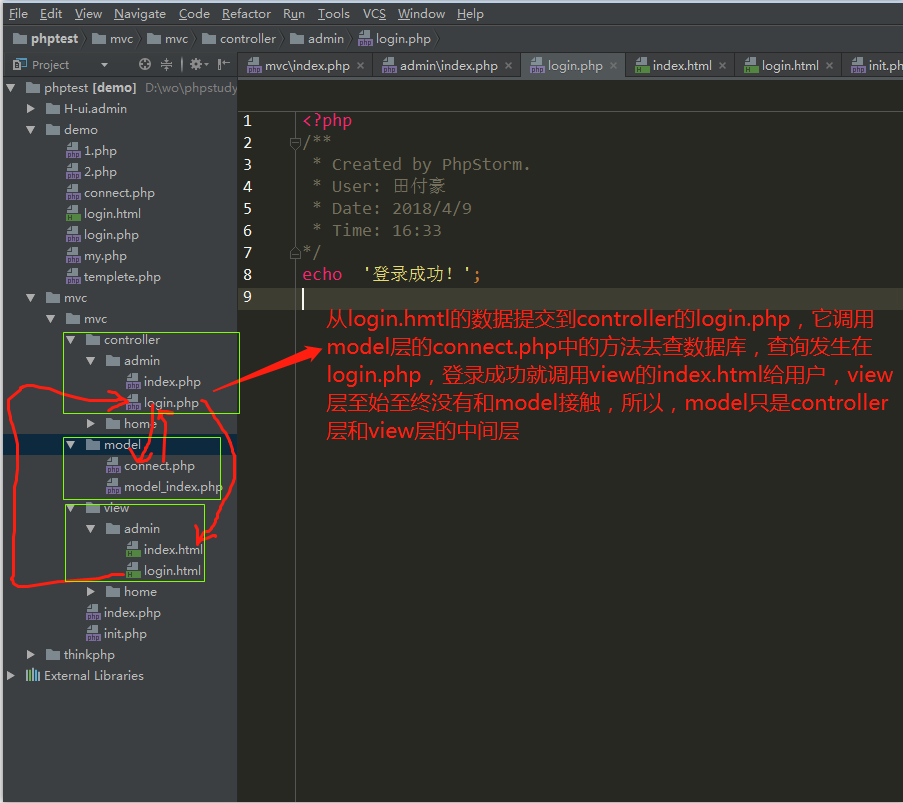 File Edit View Navigate Code Refactor Run Tools VCS Window Help
phptest mvc mvc controller admin login.php
Project
mvc\index.php × admin\index.php × login.php × index.html × login.html × init.ph
phptest [demo] D:\wo\phpstudy
H-ui.admin
demo
1.php
2.php
connect.php
login.html
login.php
my.php
templete.php
mvc
mvc
controller
admin
index.php
login.php
home
model
connect.php
model_index.php
view
admin
index.html
login.html
home
index.php
init.php
thinkphp
External Libraries
1 <?php
2 /**
3 * Created by PhpStorm.
4 * User: 田付豪
5 * Date: 2018/4/9
6 * Time: 16:33
7 */
8 echo '登录成功！';
9
从login.hmtl的数据提交到controller的login.php，它调用
model层的connect.php中的方法去查数据库，查询发生在
login.php，登录成功就调用view的index.html给用户，view
层至始至终没有和model接触，所以，model只是controller
层和view层的中间层